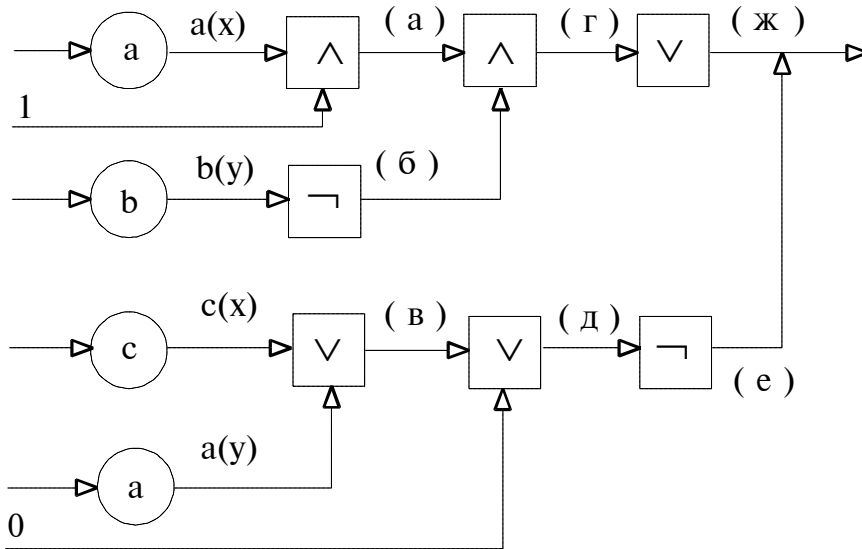 a a(x) ∧ ( а ) ∧ ( г ) ∨ ( ж )
1
b b(y) ¬ ( б )
c c(x) ∨ ( в ) ∨ ( д ) ¬
( е )
a a(y)
0